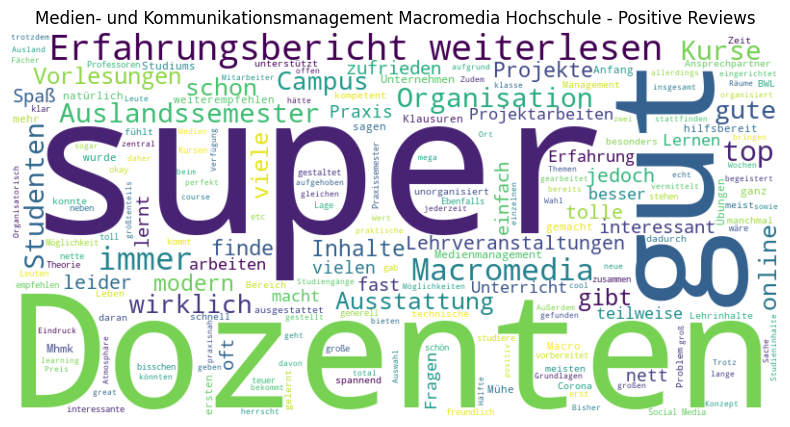 Medien- und Kommunikationsmanagement Macromedia Hochschule - Positive Reviews
trotzdem
Ausland
Fächer
Erfahrungsbericht weiterlesen
Kurse
Zeit
Professoren
Studiums
unterstützt
offen
Vorlesungen
zufrieden
Projekte
Anfang
aufgrund
Ansprechpartner
eingerichtet
Mitarbeiter
Unternehmen
Zudem
Management
allerdings
insgesamt
Räume
BWL
organisiert
Spaß
natürlich
schon
Campus
weiterempfehlen
Leute
hätte
kompetent
klasse
Organisation
gute
mehr
klar
Auslandssemester
Praxis
sagen
Klausuren
Projektarbeiten
zwei
stattfinden
hilfsbereit
bringen
besonders
Lernen
top
Studenten
fühlt
zentral
Medien
Kursen
Verfügung
viele
super
gut
Ort
Erfahrung
Themen
gearbeitet
bereits
Wahl
jedoch
echt
vermittelt
stehen
Wochen
begeistert
ganz
wurde
okay
sogar
daher
beim
perfekt
course
mega
gestaltet
aufgehoben
gleichen
Lage
Praxissemester
unorganisiert
Ebenfalls
jederzeit
Wert
praktische
einfach
einzelnen
besser
tolle
gemacht
interessant
Übungen
meist
sowie
manchmal
wäre
dadurch
Organisatorisch
konnte
neben
Möglichkeit
toll
nette
Theorie
lernt
größtenteils
etc
immer
finde
Inhalte
Lehrveranstaltungen
online
Leuten
empfehlen
kommt
vielen
gab
Medienmanagement
Macromedia
Studiengänge
Möglichkeiten
Unterricht
cool
zusammen
neue
leider
modern
arbeiten
Bereich
macht
fast
Außerdem
gibt
Leben
wirklich
ausgestattet
Ausstattung
technische
gefunden
teilweise
Lehrinhalte
Studieninhalte
Eindruck
daran
oft
schnell
gestellt
generell
bieten
studiere
Macro
vorbereitet
Problem
groß
Trotz
Sache
Mhmk
Atmosphäre
praxisnah
geht
große
schön
Auswahl
nett
meisten
Grundlagen
großen
lange
learning
Preis
bisschen
könnten
geben
ersten
teuer
bekommt
gelernt
davon
total
spannend
Fragen
Hälfte
Mühe
positiv
Corona
erst
Bisher
Konzept
interessante
great
herrscht
freundlich
Social Media
Dozenten